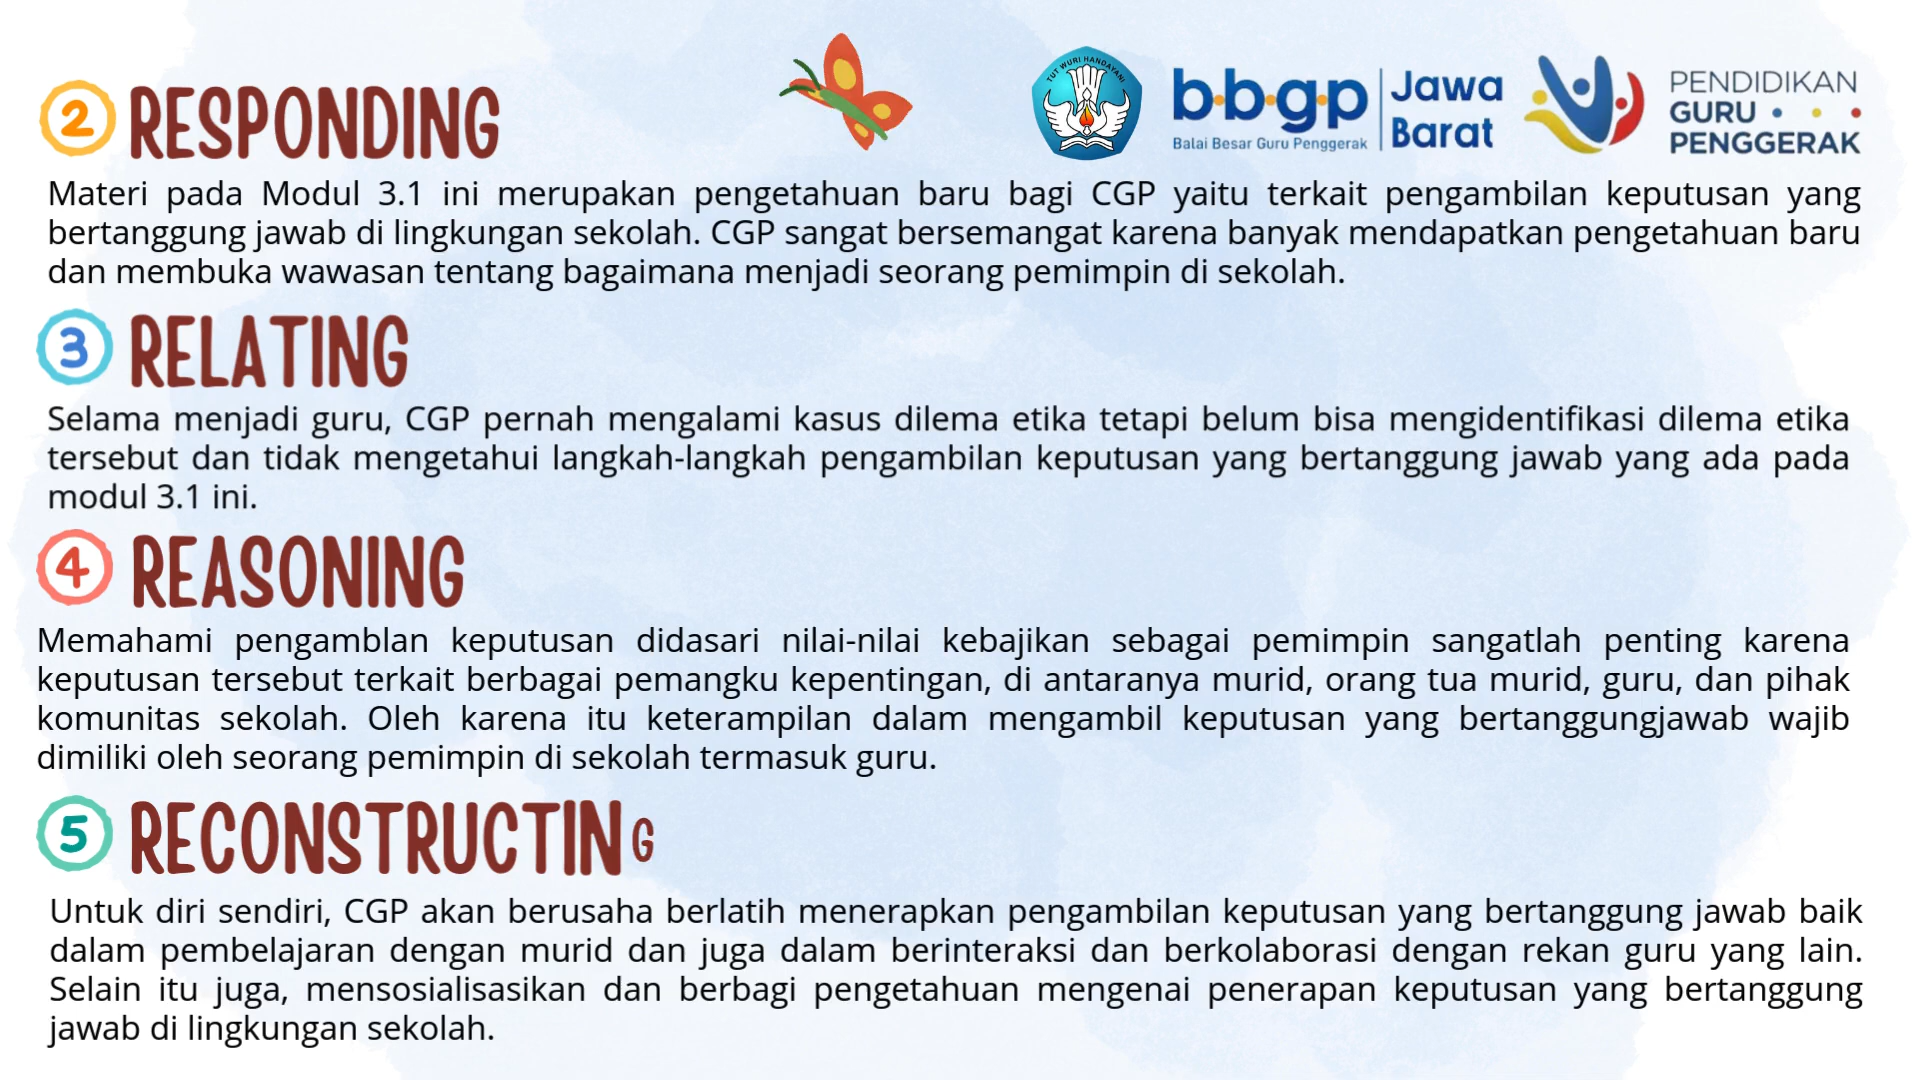 2 RESPONDING
TUT WURI HANDAYANI
bbgp
Balai Besar Guru Penggerak
Jawa
Barat
PENDIDIKAN
GURU
PENGGERAK
Materi pada Modul 3.1 ini merupakan pengetahuan baru bagi CGP yaitu terkait pengambilan keputusan yang
bertanggung jawab di lingkungan sekolah. CGP sangat bersemangat karena banyak mendapatkan pengetahuan baru
dan membuka wawasan tentang bagaimana menjadi seorang pemimpin di sekolah.
3 RELATING
Selama menjadi guru, CGP pernah mengalami kasus dilema etika tetapi belum bisa mengidentifikasi dilema etika
tersebut dan tidak mengetahui langkah-langkah pengambilan keputusan yang bertanggung jawab yang ada pada
modul 3.1 ini.
4 REASONING
Memahami pengamblan keputusan didasari nilai-nilai kebajikan sebagai pemimpin sangatlah penting karena
keputusan tersebut terkait berbagai pemangku kepentingan, di antaranya murid, orang tua murid, guru, dan pihak
komunitas sekolah. Oleh karena itu keterampilan dalam mengambil keputusan yang bertanggungjawab wajib
dimiliki oleh seorang pemimpin di sekolah termasuk guru.
5 RECONSTRUCTING
Untuk diri sendiri, CGP akan berusaha berlatih menerapkan pengambilan keputusan yang bertanggung jawab baik
dalam pembelajaran dengan murid dan juga dalam berinteraksi dan berkolaborasi dengan rekan guru yang lain.
Selain itu juga, mensosialisasikan dan berbagi pengetahuan mengenai penerapan keputusan yang bertanggung
jawab di lingkungan sekolah.